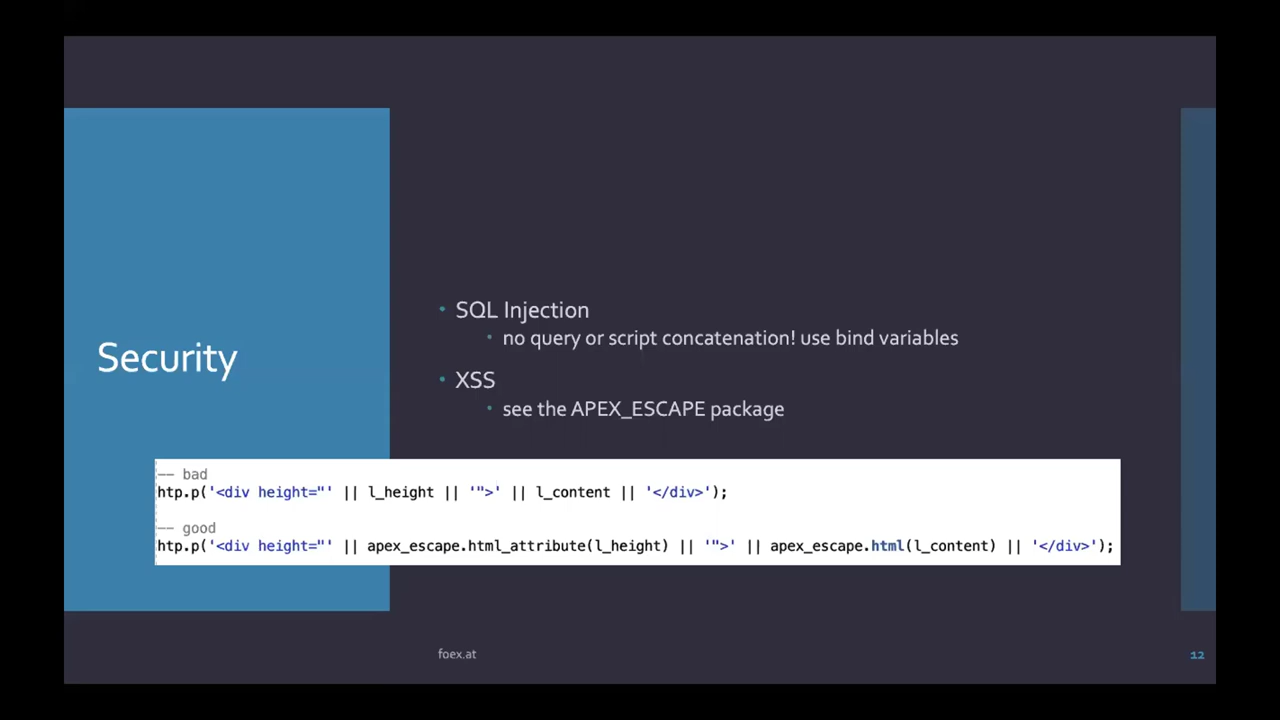 Security
• SQL Injection
• no query or script concatenation! use bind variables
• XSS
• see the APEX_ESCAPE package
-- bad
htp.p('<div height="' || l_height || '">' || l_content || '</div>');
-- good
htp.p('<div height="' || apex_escape.html_attribute(l_height) || '">' || apex_escape.html(l_content) || '</div>');
foex.at
12